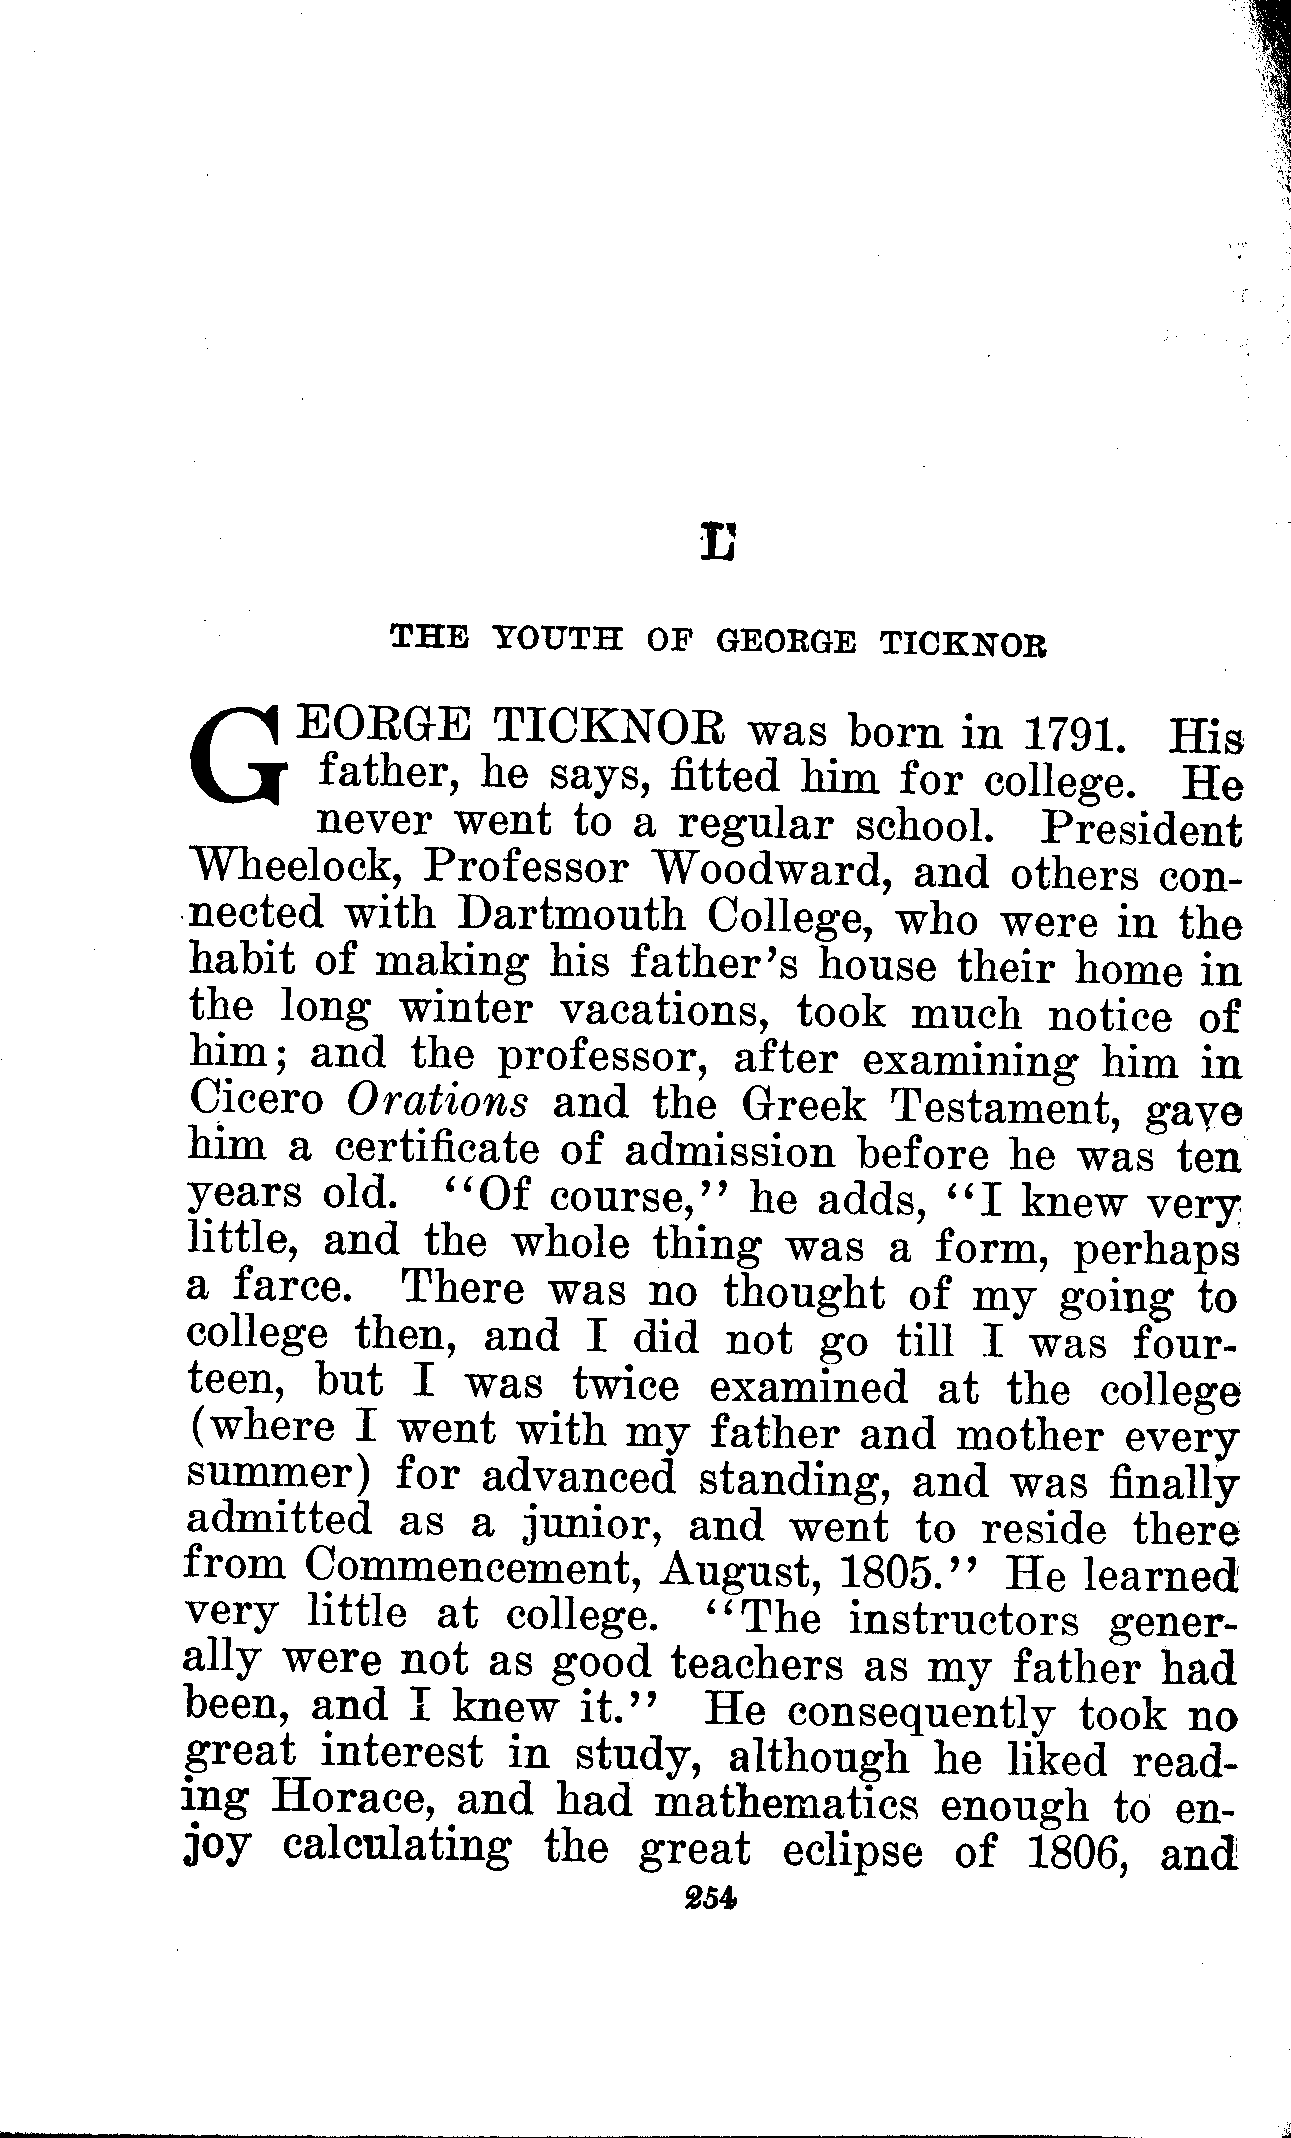 L
THE YOUTH OF GEORGE TICKNOR
GEORGE TICKNOR was born in 1791. His
father, he says, fitted him for college. He
never went to a regular school. President
Wheelock, Professor Woodward, and others con-
nected with Dartmouth College, who were in the
habit of making his father's house their home in
the long winter vacations, took much notice of
him; and the professor, after examining him in
Cicero Orations and the Greek Testament, gave
him a certificate of admission before he was ten
years old. "Of course," he adds, "I knew very
little, and the whole thing was a form, perhaps
a farce. There was no thought of my going to
college then, and I did not go till I was four-
teen, but I was twice examined at the college
(where I went with my father and mother every
summer) for advanced standing, and was finally
admitted as a junior, and went to reside there
from Commencement, August, 1805." He learned
very little at college. "The instructors gener-
ally were not as good teachers as my father had
been, and I knew it." He consequently took no
great interest in study, although he liked read-
ing Horace, and had mathematics enough to en-
joy calculating the great eclipse of 1806, and
254